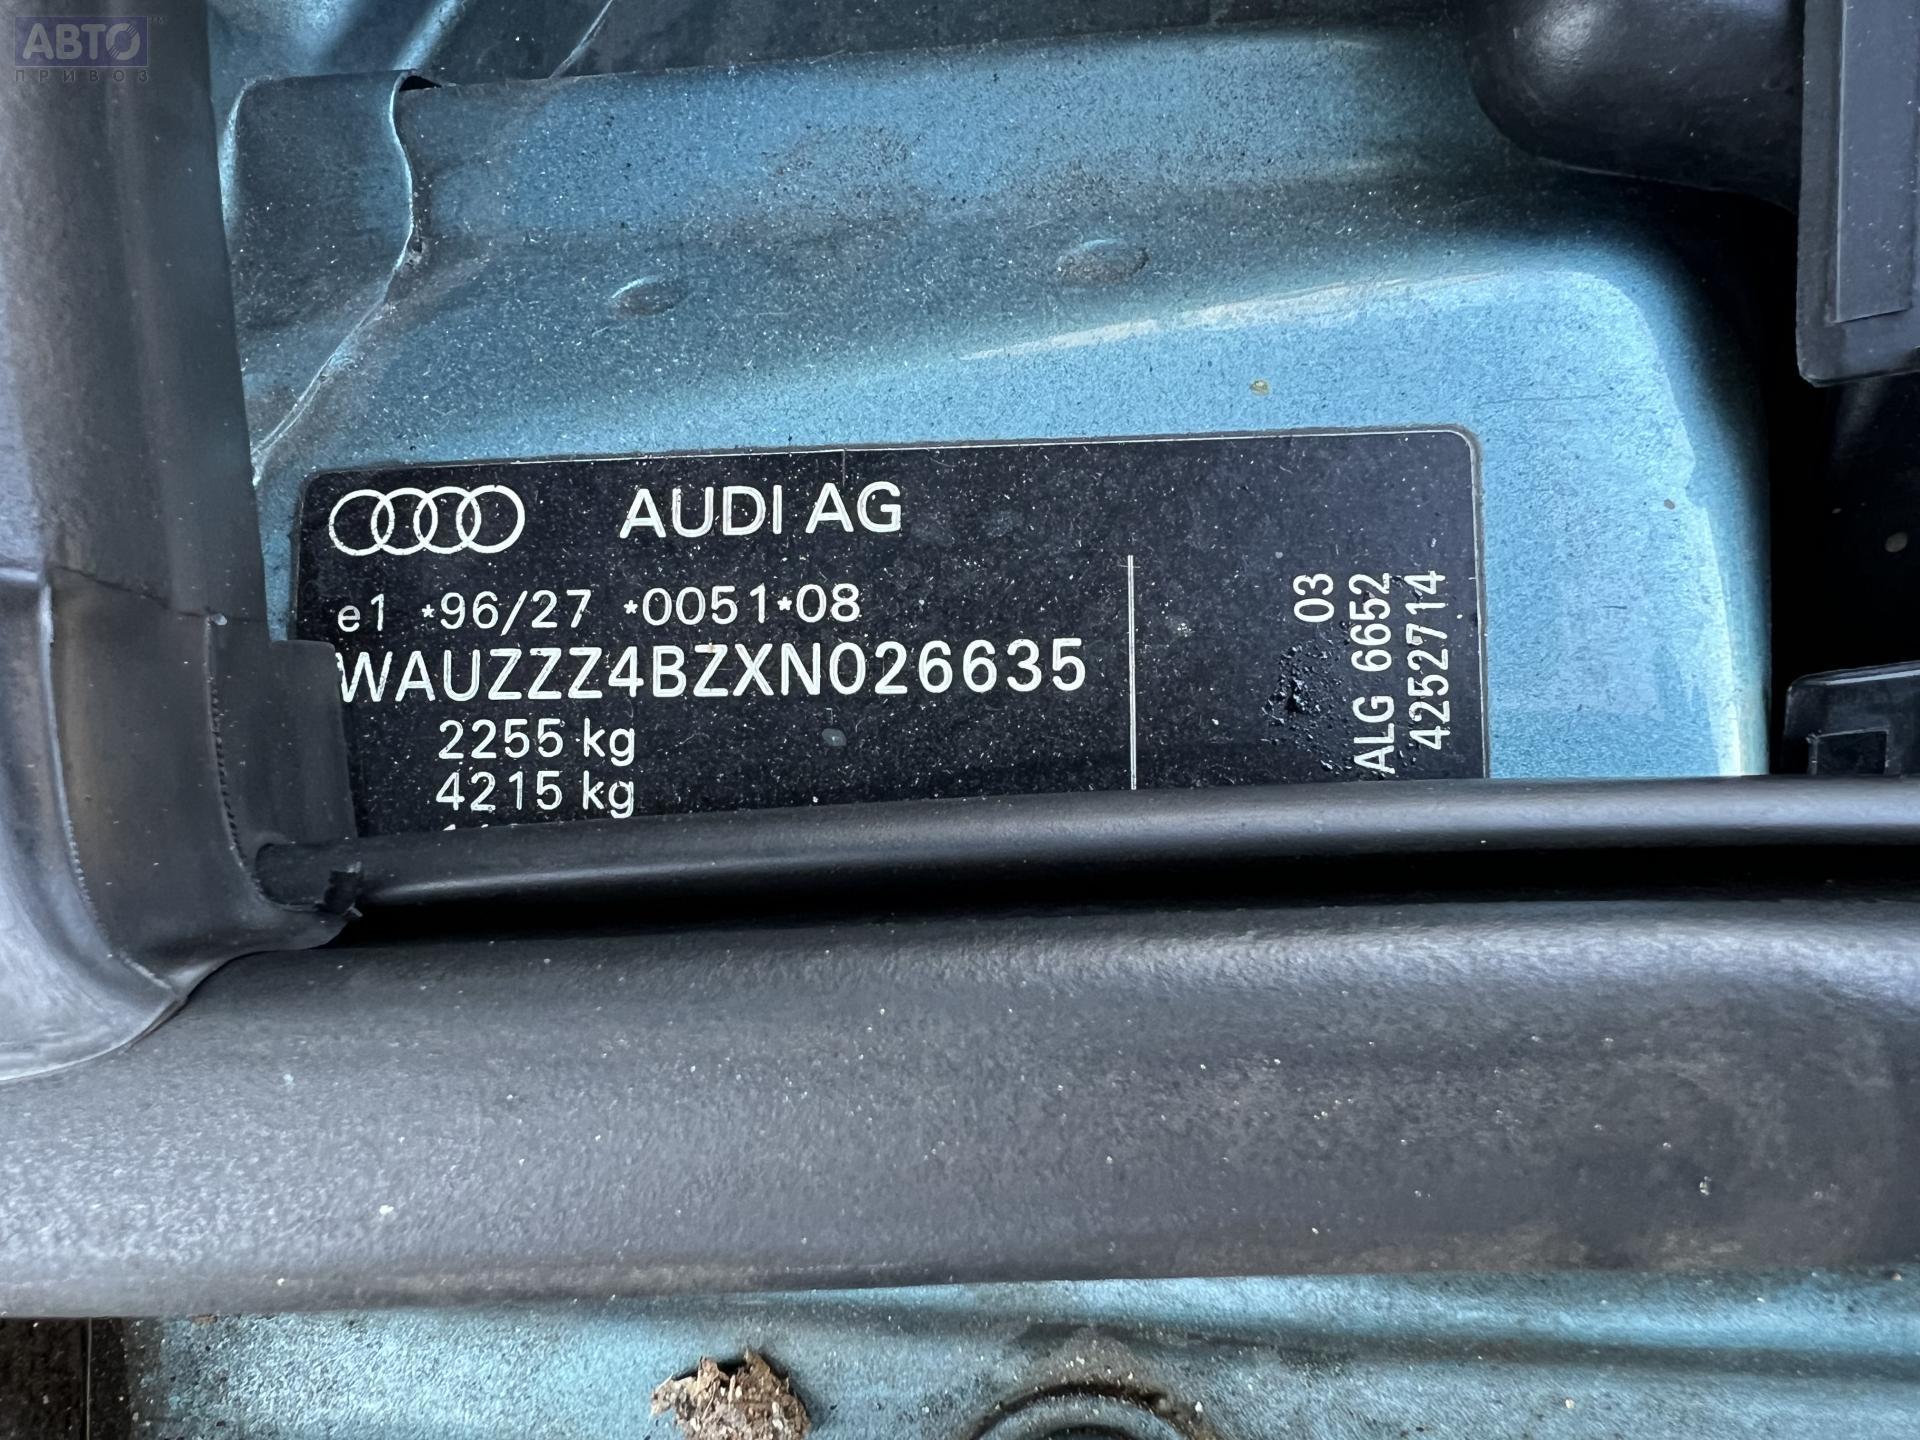 АВТО
ПРИВОЗ
AUDI AG
e1 *96/27 *0051*08
WAUZZZ4BZXN026635
2255 kg
4215 kg
03
ALG 6652
4252714